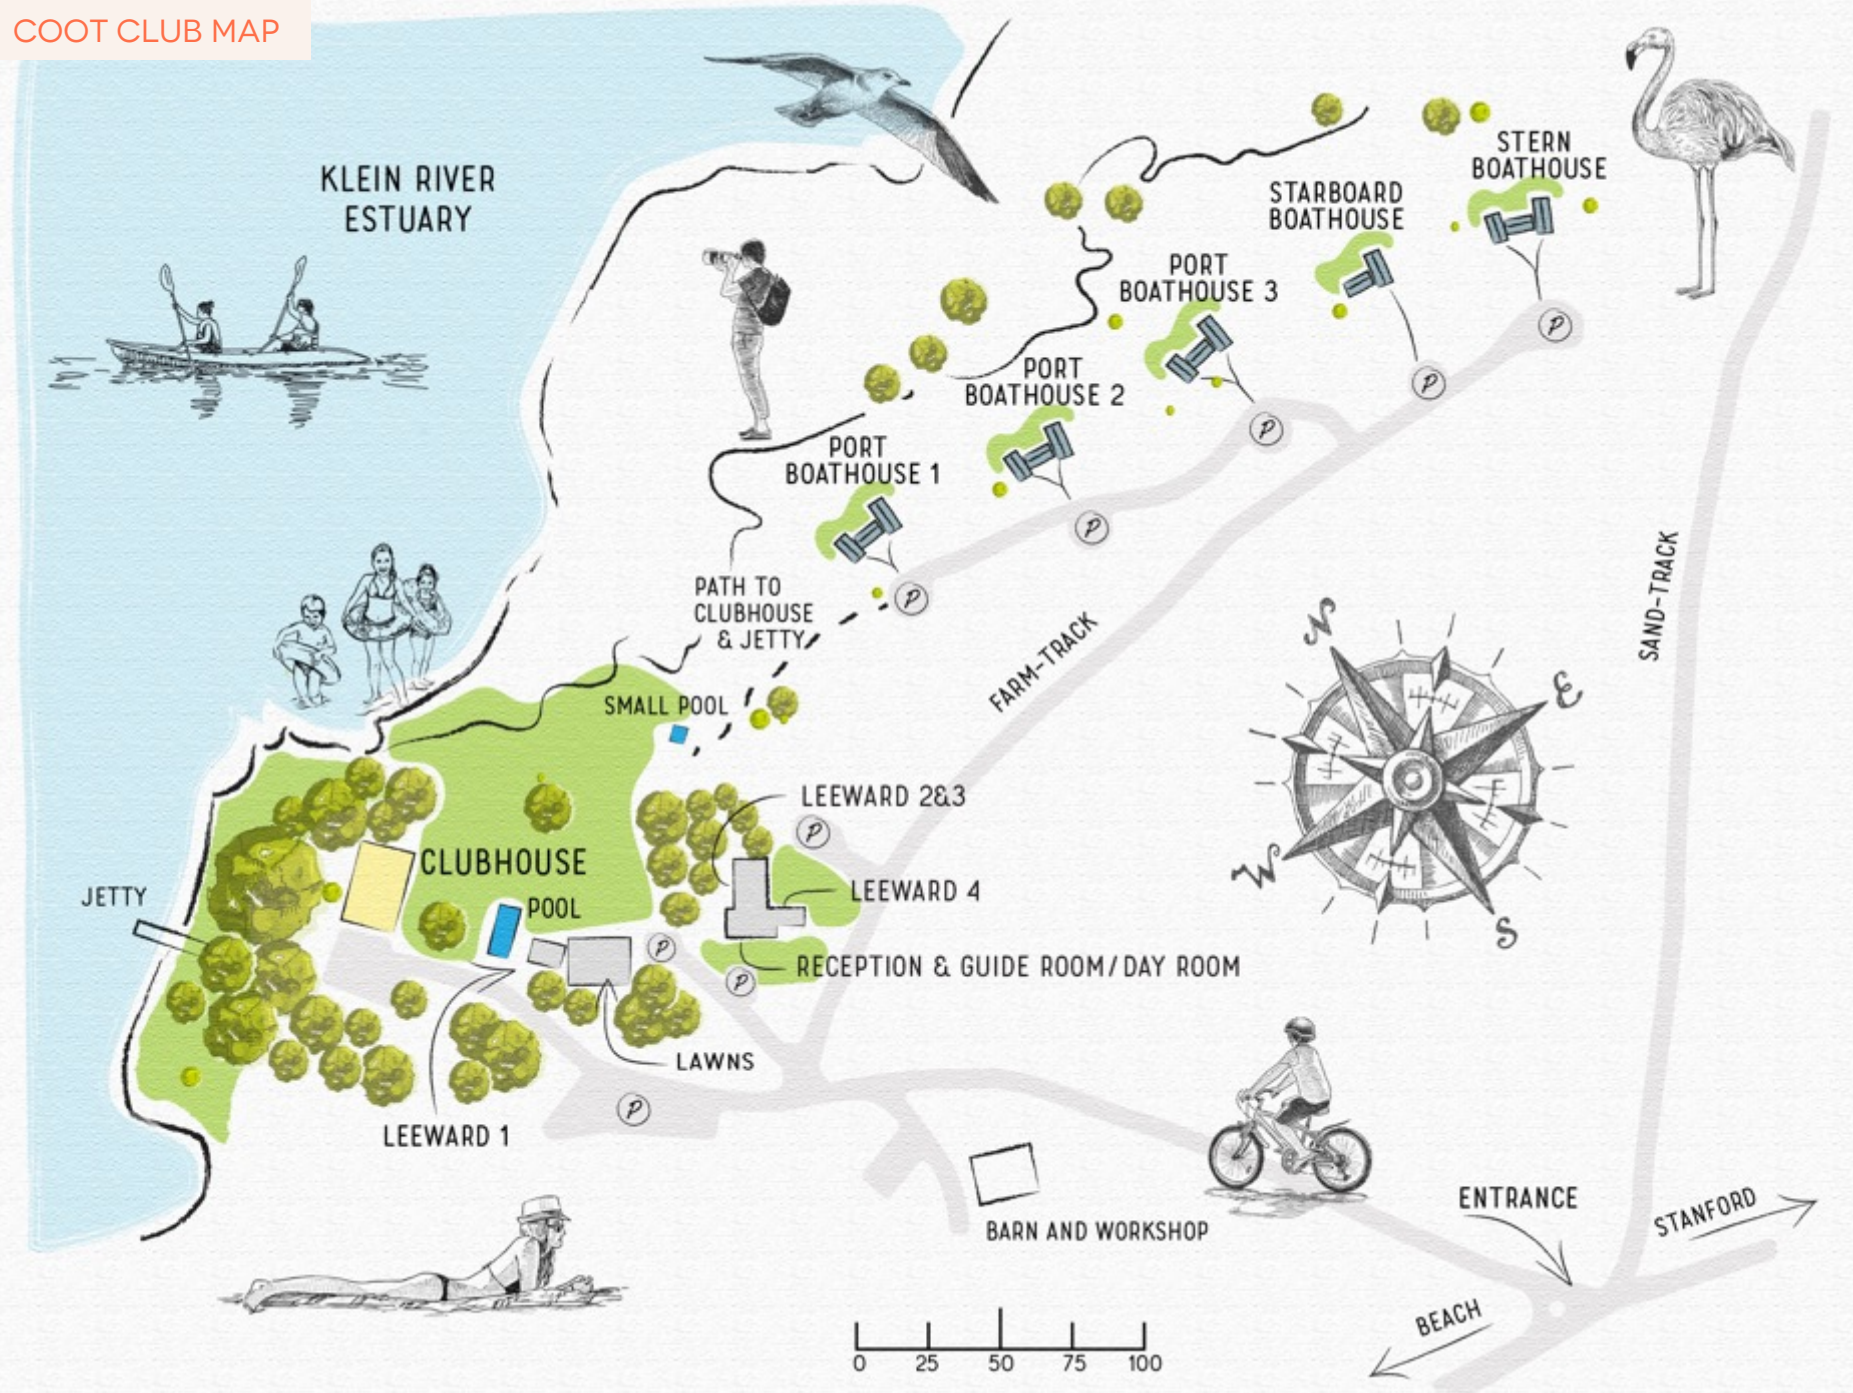 COOT CLUB MAP
KLEIN RIVER
ESTUARY
STERN
BOATHOUSE
STARBOARD
BOATHOUSE
PORT
BOATHOUSE 3
PORT
BOATHOUSE 2
PORT
BOATHOUSE 1
P
P
P
P
P
PATH TO
CLUBHOUSE
& JETTY
FARM-TRACK
SAND-TRACK
N
E
W
S
SMALL POOL
LEEWARD 2&3
P
CLUBHOUSE
JETTY
POOL
LEEWARD 4
P
RECEPTION & GUIDE ROOM/DAY ROOM
P
LAWNS
P
LEEWARD 1
BARN AND WORKSHOP
ENTRANCE
STANFORD
BEACH
0 25 50 75 100